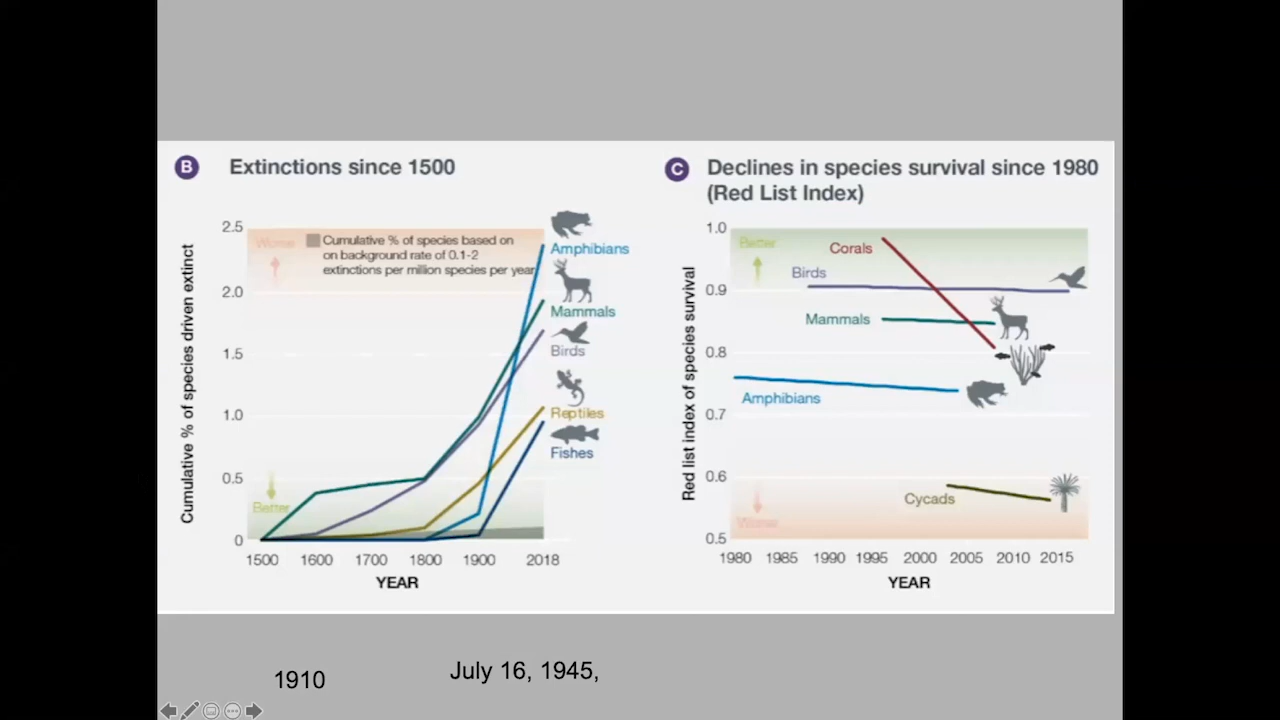 B
Extinctions since 1500
Cumulative % of species driven extinct
2.5
2.0
1.5
1.0
0.5
0
Worse
Cumulative % of species based on
on background rate of 0.1-2
extinctions per million species per year
Better
Amphibians
Mammals
Birds
Reptiles
Fishes
1500 1600 1700 1800 1900 2018
YEAR
C
Declines in species survival since 1980
(Red List Index)
Red list index of species survival
1.0
0.9
0.8
0.7
0.6
0.5
Better
Corals
Birds
Mammals
Amphibians
Cycads
Worse
1980 1985 1990 1995 2000 2005 2010 2015
YEAR
1910
July 16, 1945,